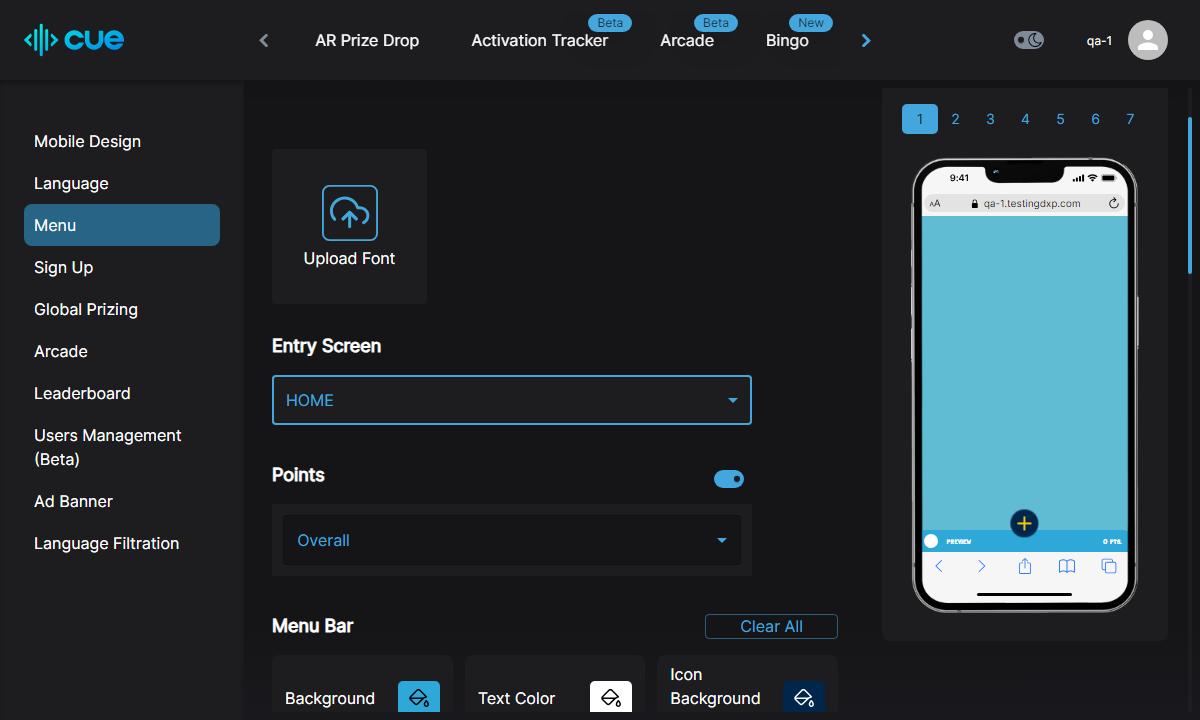 cue
AR Prize Drop
Activation Tracker
Beta
Arcade
Beta
Bingo
New
qa-1
Mobile Design
Language
Menu
Sign Up
Global Prizing
Arcade
Leaderboard
Users Management
(Beta)
Ad Banner
Language Filtration
Upload Font
Entry Screen
HOME
Points
Overall
Menu Bar
Clear All
Background
Text Color
Icon
Background
1 2 3 4 5 6 7
9:41
AA
qa-1.testingdxp.com
PREVIEW
0 PTS.